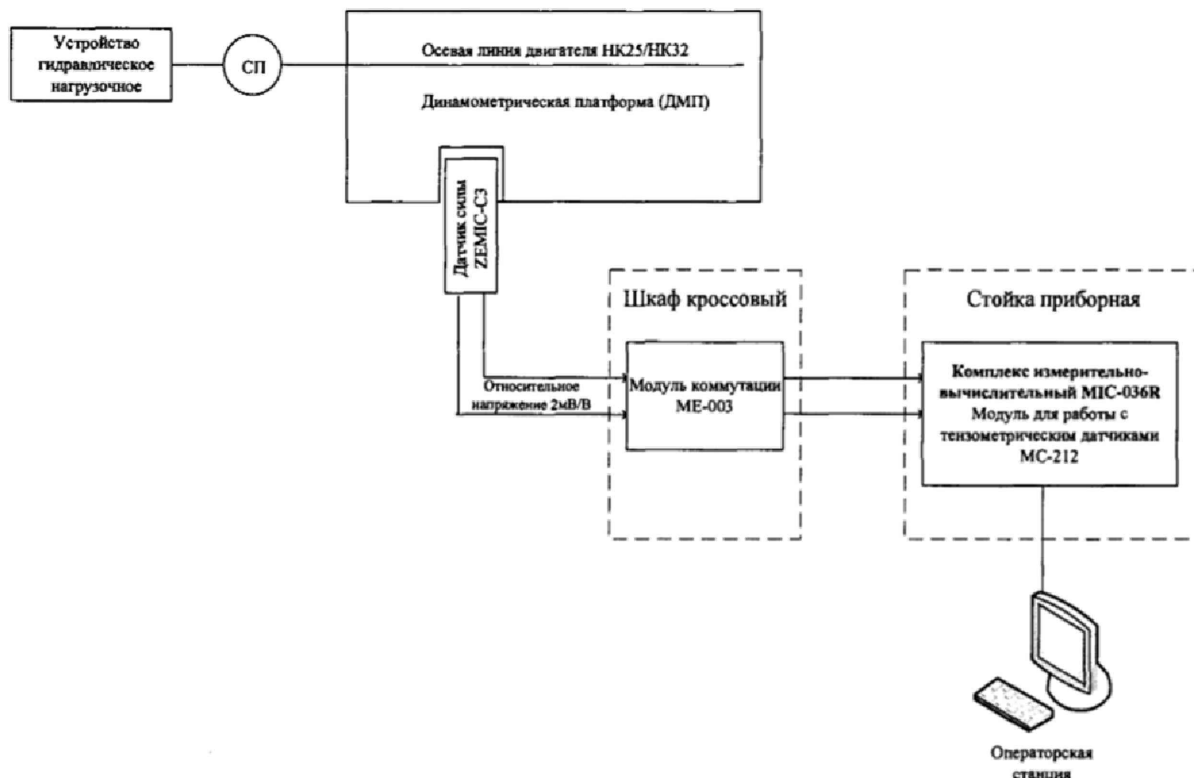 Устройство
гидравлическое
нагрузочное
СП
Осевая линия двигателя НК25/НК32
Динамометрическая платформа (ДМП)
Датчик силы
ZEMIC-C3
Относительное
напряжение 2мВ/В
Шкаф кроссовый
Модуль коммутации
МЕ-003
Стойка приборная
Комплекс измерительно-
вычислительный MIC-036R
Модуль для работы с
тензометрическим датчиками
МС-212
Операторская
станция